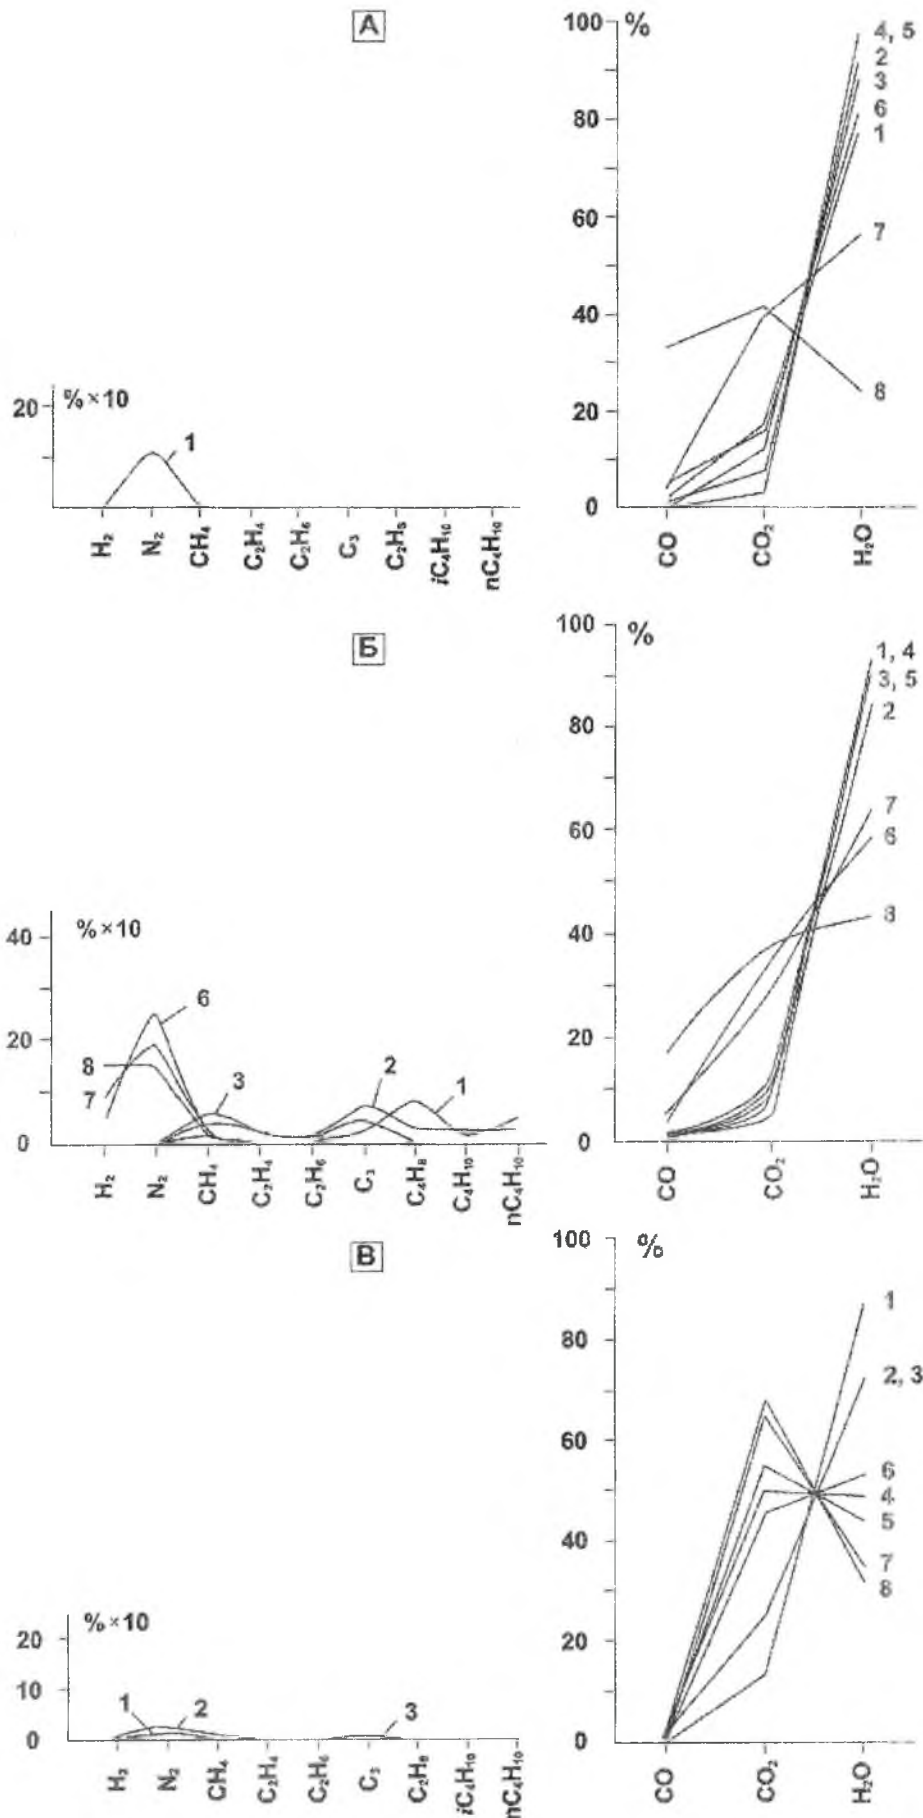 А
% ×10
20
1
H₂
N₂
CH₄
C₂H₄
C₂H₆
C₃
C₂H₈
iC₄H₁₀
nC₄H₁₀
100
%
80
60
40
20
0
4, 5
2
3
6
1
7
8
CO
CO₂
H₂O
Б
% ×10
40
20
0
6
8
7
3
2
1
H₂
N₂
CH₄
C₂H₄
C₂H₆
C₃
C₄H₈
C₄H₁₀
nC₄H₁₀
100
%
80
60
40
20
0
1, 4
3, 5
2
7
6
8
CO
CO₂
H₂O
В
% ×10
20
10
0
1
2
3
H₂
N₂
CH₄
C₂H₄
C₂H₆
C₃
C₂H₈
iC₄H₁₀
nC₄H₁₀
100
%
80
60
40
20
0
1
2, 3
6
4
5
7
8
CO
CO₂
H₂O